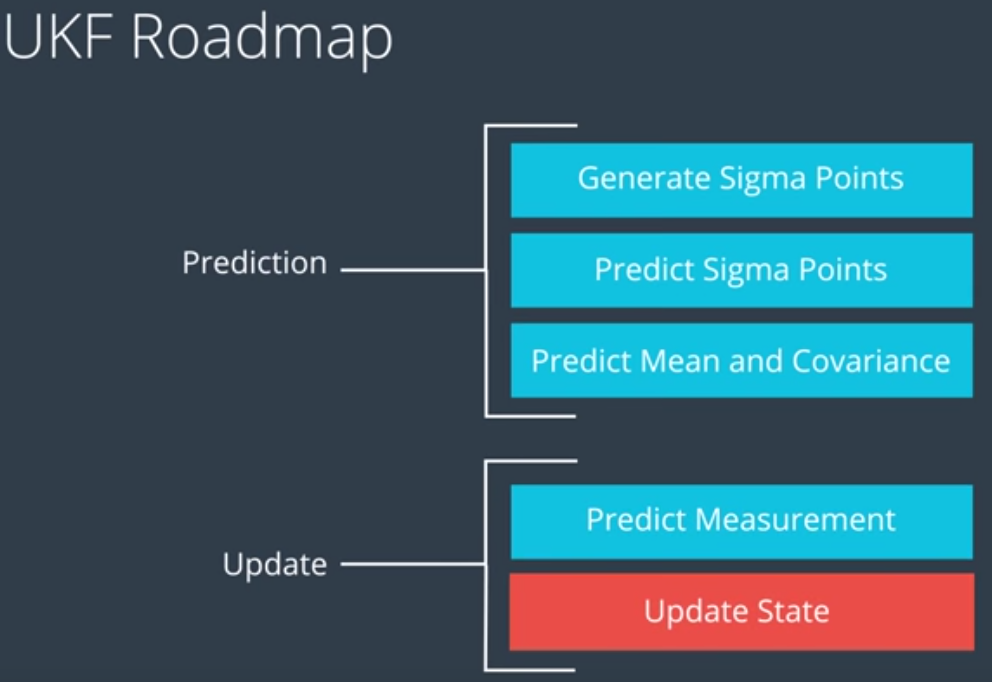 UKF Roadmap
Prediction
Generate Sigma Points
Predict Sigma Points
Predict Mean and Covariance
Update
Predict Measurement
Update State